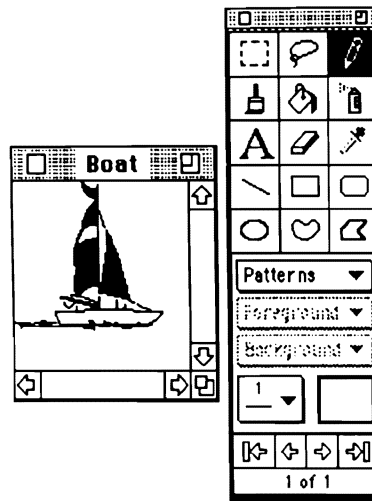 Boat
A
Patterns
Foreground
Background
1
1 of 1